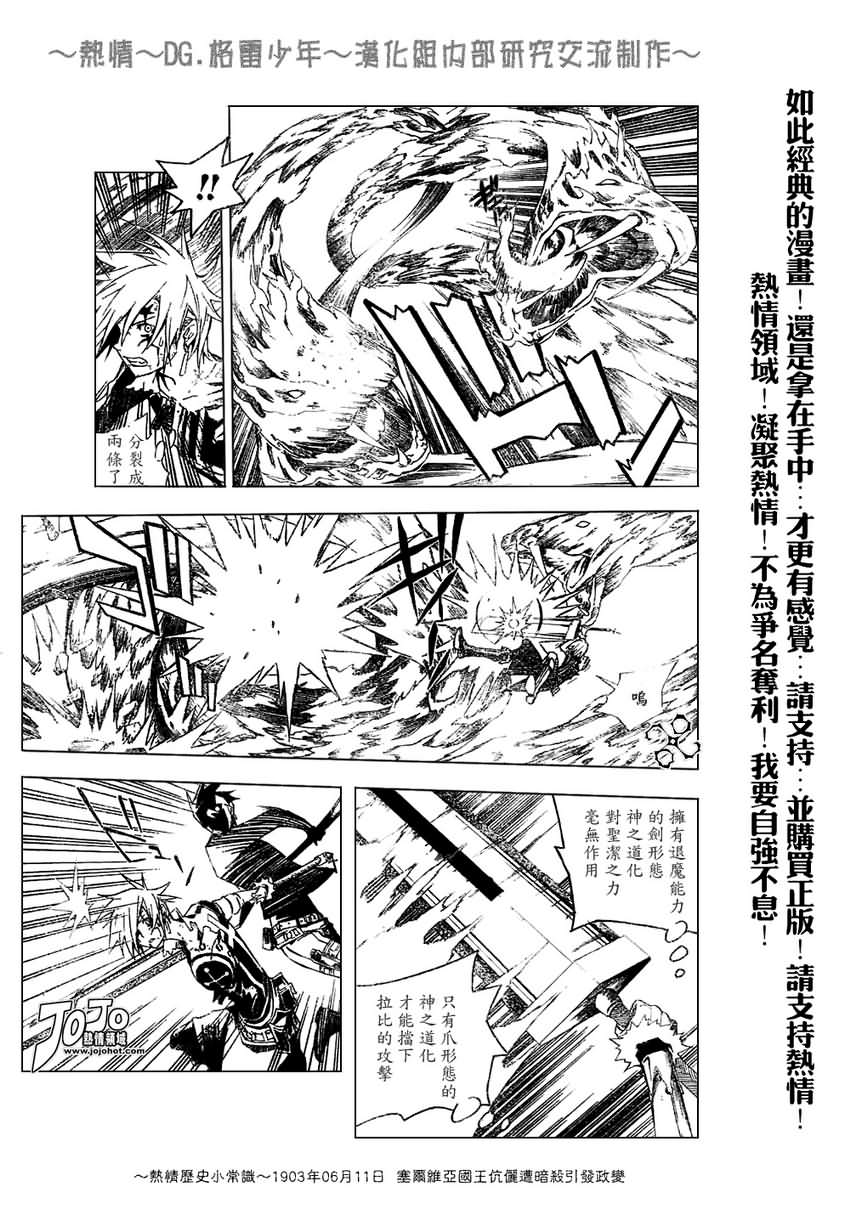 ～熱情～DG.格雷少年～漢化組内部研究交流制作～
如此經典的漫畫！還是拿在手中…才更有感覺…請支持…並購買正版！請支持熱情！
熱情領域！凝聚熱情！不為爭名奪利！我要自強不息！
!!
分裂成
兩條了
嗚
擁有退魔能力
的劍形態
神之道化
對聖潔之力
毫無作用
只有爪形態的
神之道化
才能擋下
拉比的攻擊
JOJO
熱情領域
www.jojohot.com
～熱情歷史小常識～1903年06月11日 塞爾維亞國王伉儷遭暗殺引發政變